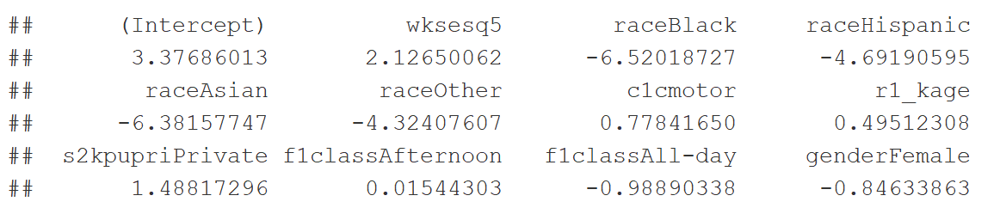 ## (Intercept) wksesq5 raceBlack raceHispanic
## 3.37686013 2.12650062 -6.52018727 -4.69190595
## raceAsian raceOther c1cmotor r1_kage
## -6.38157747 -4.32407607 0.77841650 0.49512308
## s2kpupriPrivate f1classAfternoon f1classAll-day genderFemale
## 1.48817296 0.01544303 -0.98890338 -0.84633863